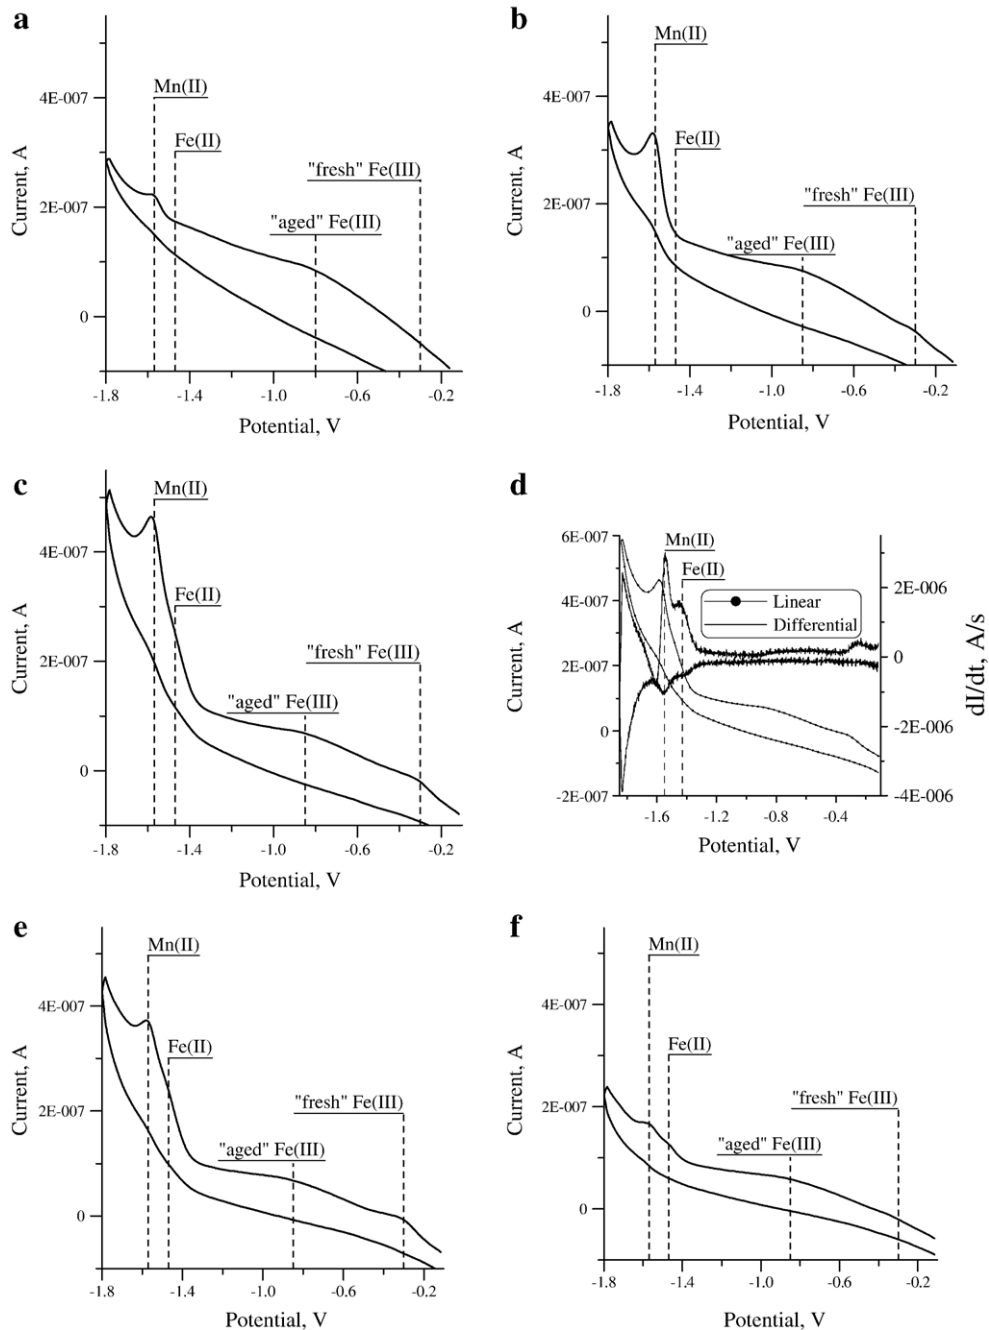 a
Mn(II)
4E-007
Fe(II)
"fresh" Fe(III)
2E-007
"aged" Fe(III)
0
Current, A
-1.8
-1.4
-1.0
-0.6
-0.2
Potential, V
b
Mn(II)
4E-007
Fe(II)
"fresh" Fe(III)
2E-007
"aged" Fe(III)
0
Current, A
-1.8
-1.4
-1.0
-0.6
-0.2
Potential, V
c
Mn(II)
4E-007
Fe(II)
"fresh" Fe(III)
2E-007
"aged" Fe(III)
0
Current, A
-1.8
-1.4
-1.0
-0.6
-0.2
Potential, V
d
6E-007
Mn(II)
Fe(II)
2E-006
4E-007
Linear
Differential
0
2E-007
-2E-006
0
-2E-007
-4E-006
Current, A
dI/dt, A/s
-1.6
-1.2
-0.8
-0.4
Potential, V
e
Mn(II)
4E-007
Fe(II)
"fresh" Fe(III)
2E-007
"aged" Fe(III)
0
Current, A
-1.8
-1.4
-1.0
-0.6
-0.2
Potential, V
f
Mn(II)
4E-007
Fe(II)
"fresh" Fe(III)
2E-007
"aged" Fe(III)
0
Current, A
-1.8
-1.4
-1.0
-0.6
-0.2
Potential, V